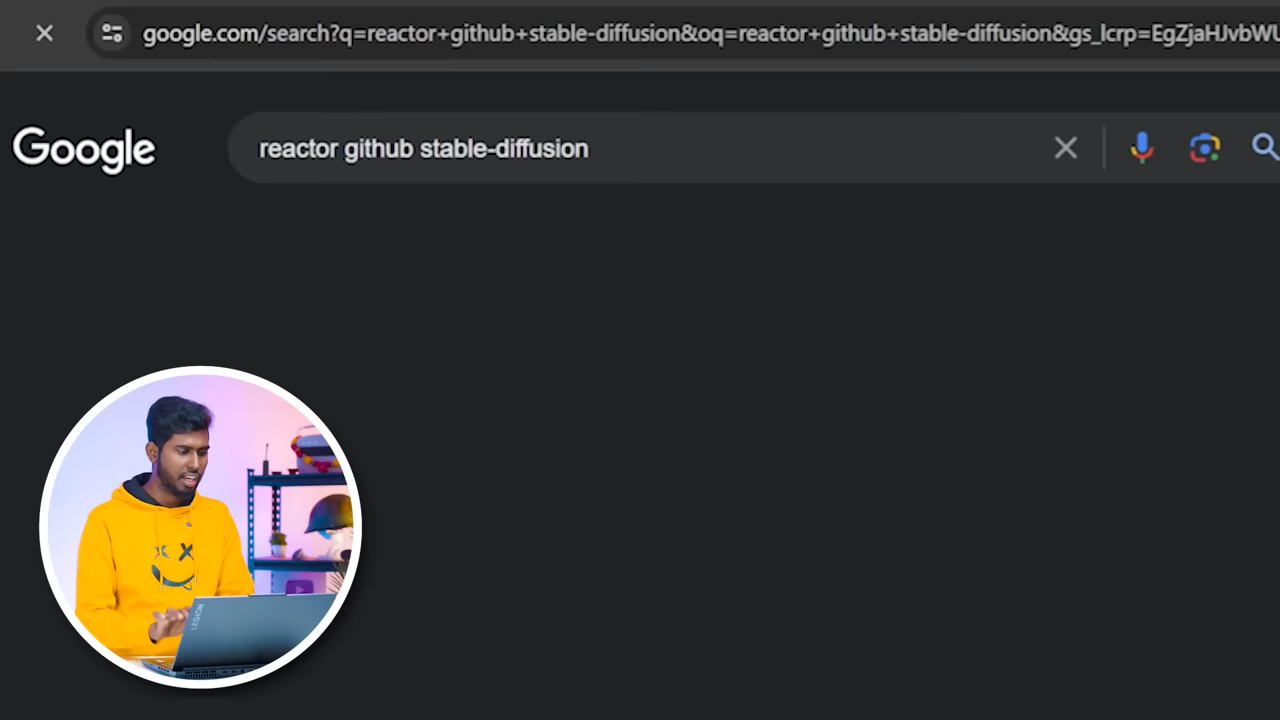 google.com/search?q=reactor+github+stable-diffusion&oq=reactor+github+stable-diffusion&gs_lcrp=EgZjaHJvbWU
Google
reactor github stable-diffusion
LEGION